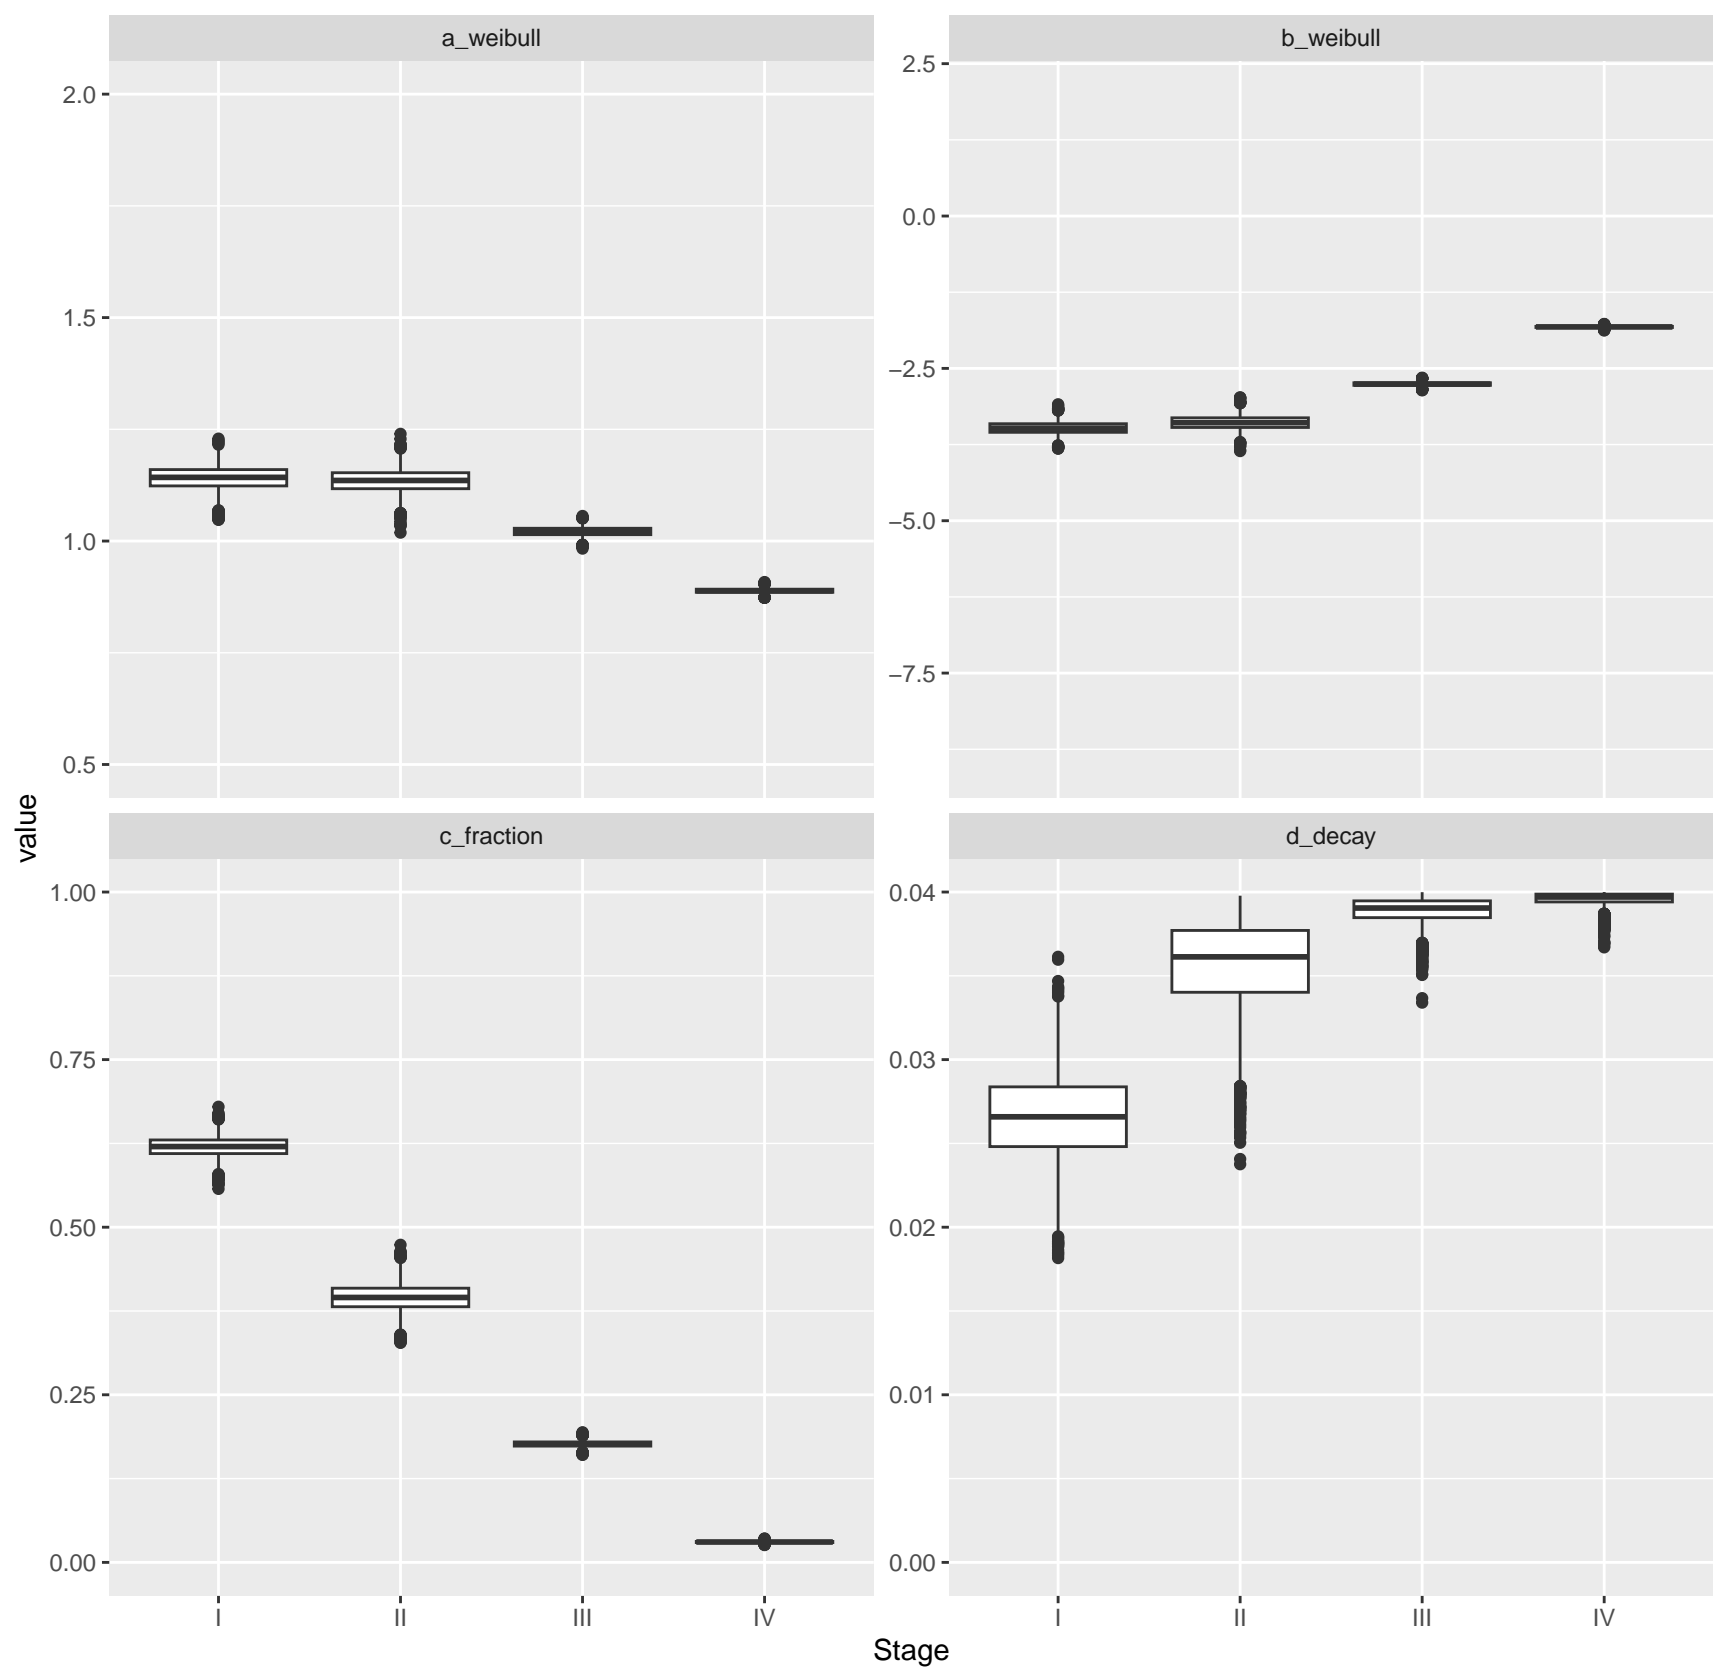 a_weibull
b_weibull
2.0
1.5
1.0
0.5
2.5
0.0
−2.5
−5.0
−7.5
value
c_fraction
d_decay
1.00
0.75
0.50
0.25
0.00
0.04
0.03
0.02
0.01
0.00
I II III IV
I II III IV
Stage